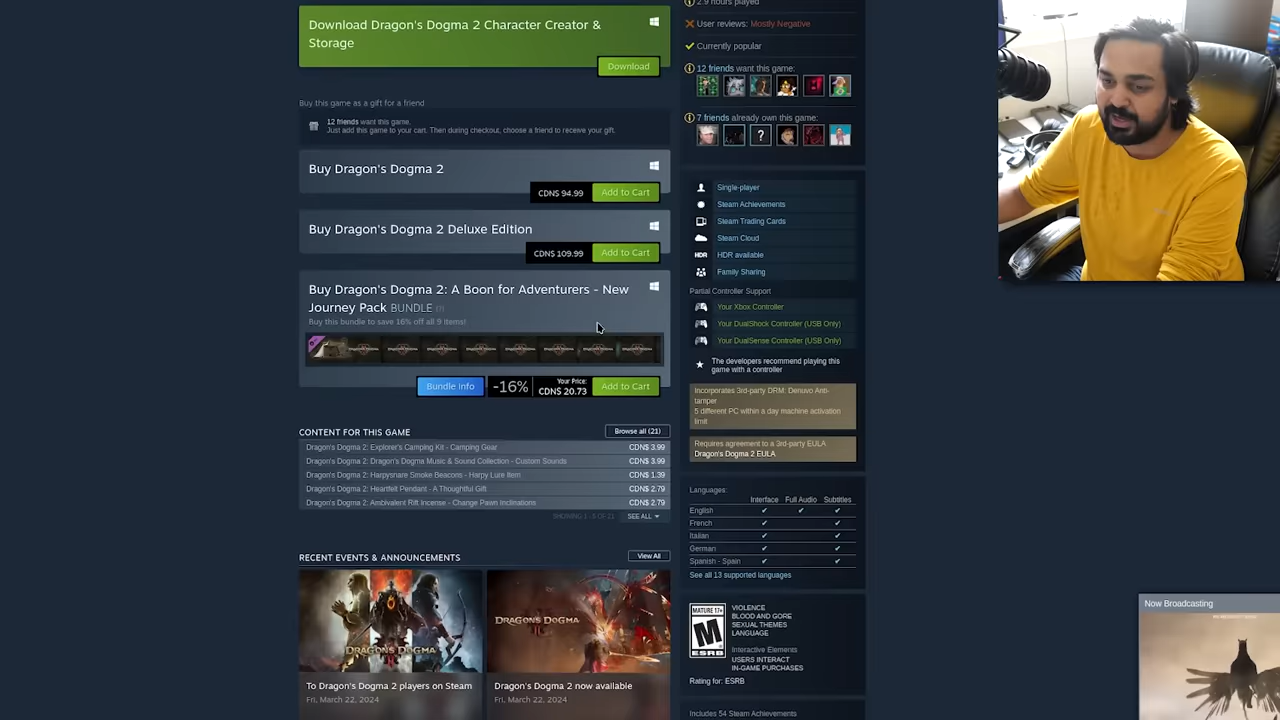 Download Dragon's Dogma 2 Character Creator &
Storage
Download
Buy this game as a gift for a friend
12 friends want this game.
Just add this game to your cart. Then during checkout, choose a friend to receive your gift.
Buy Dragon's Dogma 2
CDN$ 94.99
Add to Cart
Buy Dragon's Dogma 2 Deluxe Edition
CDN$ 109.99
Add to Cart
Buy Dragon's Dogma 2: A Boon for Adventurers - New
Journey Pack BUNDLE (?)
Buy this bundle to save 16% off all 9 items!
Bundle info
-16%
Your Price:
CDN$ 20.73
Add to Cart
CONTENT FOR THIS GAME
Browse all (21)
Dragon's Dogma 2: Explorer's Camping Kit - Camping Gear CDN$ 3.99
Dragon's Dogma 2: Dragon's Dogma Music & Sound Collection - Custom Sounds CDN$ 3.99
Dragon's Dogma 2: Harpysnare Smoke Beacons - Harpy Lure Item CDN$ 1.39
Dragon's Dogma 2: Heartfelt Pendant - A Thoughtful Gift CDN$ 2.79
Dragon's Dogma 2: Ambivalent Rift Incense - Change Pawn Inclinations CDN$ 2.79
SHOWING 1 - 5 OF 21
SEE ALL
RECENT EVENTS & ANNOUNCEMENTS
View All
DRAGON'S DOGMA
DRAGON'S DOGMA
To Dragon's Dogma 2 players on Steam
Fri, March 22, 2024
Dragon's Dogma 2 now available
Fri, March 22, 2024
2.9 hours played
User reviews: Mostly Negative
Currently popular
12 friends want this game:
7 friends already own this game:
?
Single-player
Steam Achievements
Steam Trading Cards
Steam Cloud
HDR HDR available
Family Sharing
Partial Controller Support
Your Xbox Controller
Your DualShock Controller (USB Only)
Your DualSense Controller (USB Only)
The developers recommend playing this
game with a controller
Incorporates 3rd-party DRM: Denuvo Anti-
tamper
5 different PC within a day machine activation
limit
Requires agreement to a 3rd-party EULA
Dragon's Dogma 2 EULA
Languages:
Interface Full Audio Subtitles
English ✔ ✔ ✔
French ✔ ✔
Italian ✔ ✔
German ✔ ✔
Spanish - Spain ✔ ✔
See all 13 supported languages
MATURE 17+
M
ESRB
VIOLENCE
BLOOD AND GORE
SEXUAL THEMES
LANGUAGE
Interactive Elements
USERS INTERACT
IN-GAME PURCHASES
Rating for: ESRB
Includes 54 Steam Achievements
Now Broadcasting